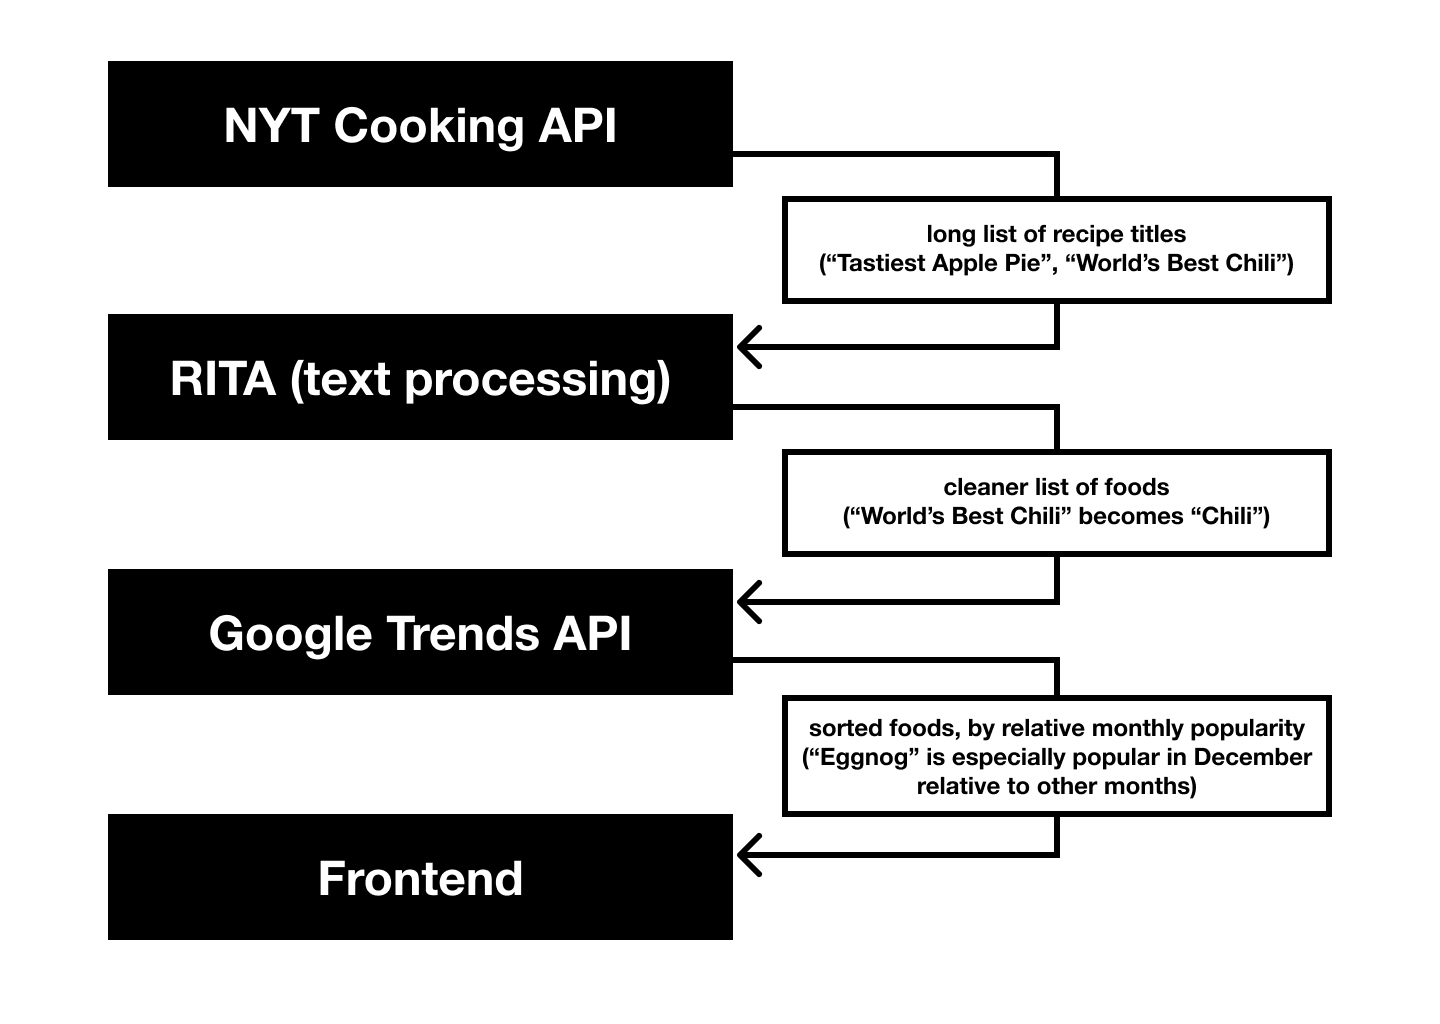 NYT Cooking API
long list of recipe titles
(“Tastiest Apple Pie”, “World’s Best Chili”)
RITA (text processing)
cleaner list of foods
(“World’s Best Chili” becomes “Chili”)
Google Trends API
sorted foods, by relative monthly popularity
(“Eggnog” is especially popular in December
relative to other months)
Frontend